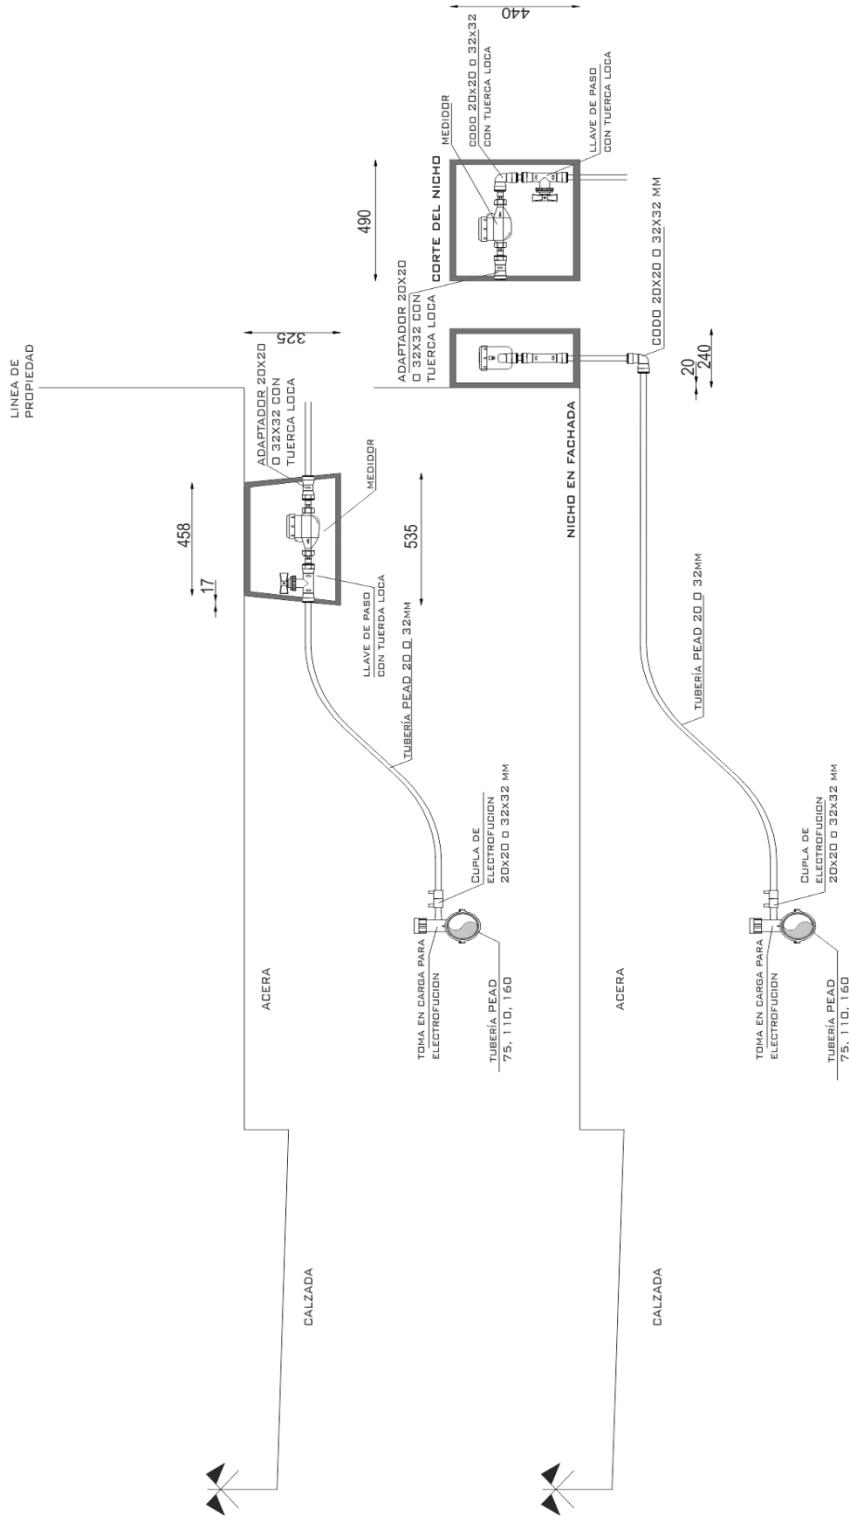 LINEA DE
PROPIEDAD
325
ADAPTADOR 20X20
O 32X32 CON
TUERCA LOCA
MEDIDOR
458
17
535
LLAVE DE PASO
CON TUERDA LOCA
TUBERÍA PEAD 20 O 32MM
CUPLA DE
ELECTROFUCION
20X20 O 32X32 MM
TOMA EN CARGA PARA
ELECTROFUCION
TUBERÍA PEAD
75, 110, 160
ACERA
CALZADA
440
CODO 20X20 O 32X32
CON TUERCA LOCA
MEDIDOR
LLAVE DE PASO
CON TUERCA LOCA
CORTE DEL NICHO
490
ADAPTADOR 20X20
O 32X32 CON
TUERCA LOCA
CODO 20X20 O 32X32 MM
20
240
NICHO EN FACHADA
TUBERÍA PEAD 20 O 32MM
CUPLA DE
ELECTROFUCION
20X20 O 32X32 MM
TOMA EN CARGA PARA
ELECTROFUCION
TUBERÍA PEAD
75, 110, 160
ACERA
CALZADA